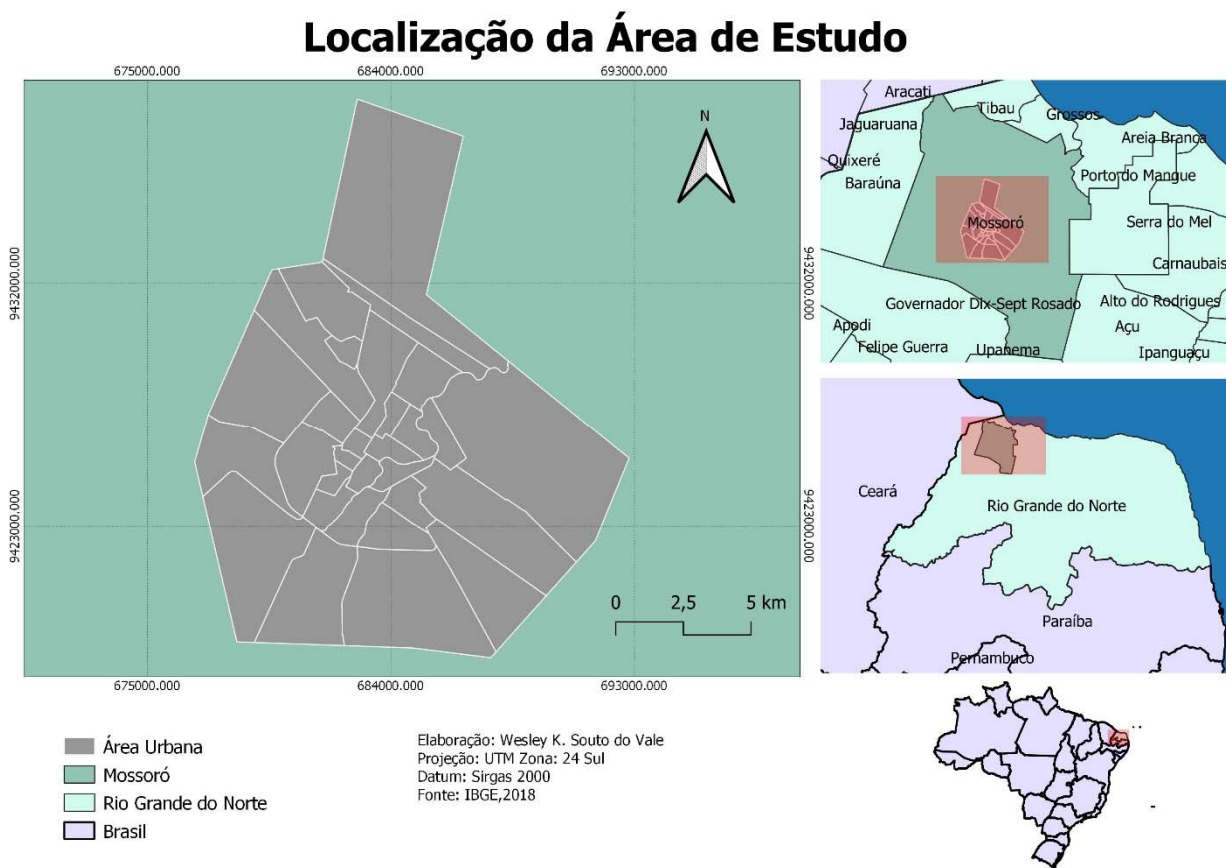 Localização da Área de Estudo
675000.000
684000.000
693000.000
9432000.000
9423000.000
9432000.000
9423000.000
N
0 2,5 5 km
675000.000
684000.000
693000.000
Aracati
Tibau
Grossos
Jaguaruana
Areia Branca
Quixeré
Baraúna
Porto do Mangue
Mossoró
Serra do Mel
Carnaubais
Governador Dix-Sept Rosado
Alto do Rodrigues
Apodi
Açu
Felipe Guerra
Upanema
Ipanguaçu
Ceará
Rio Grande do Norte
Paraíba
Pernambuco
Área Urbana
Mossoró
Rio Grande do Norte
Brasil
Elaboração: Wesley K. Souto do Vale
Projeção: UTM Zona: 24 Sul
Datum: Sirgas 2000
Fonte: IBGE,2018